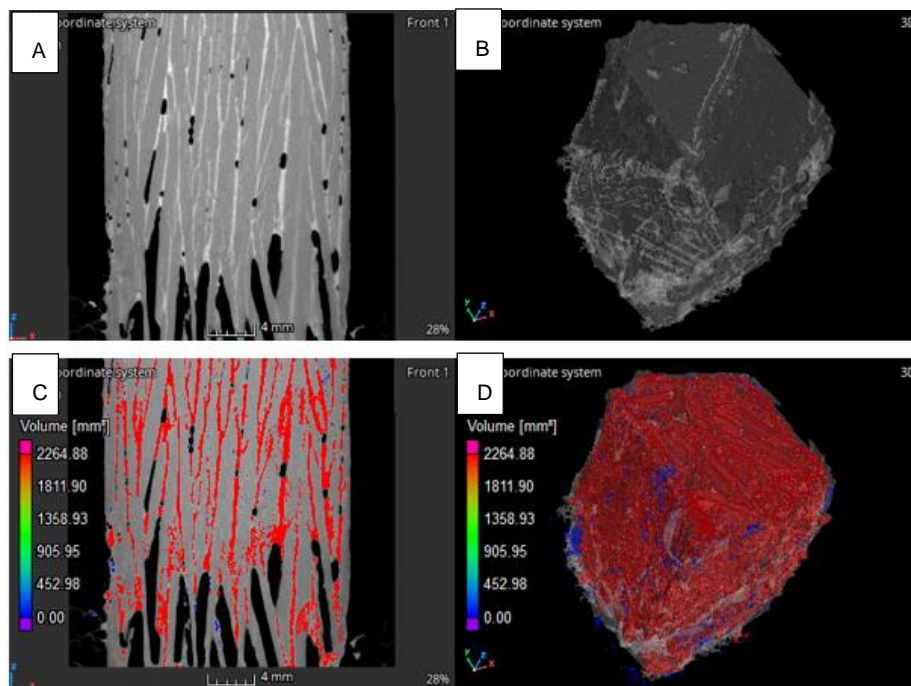 A
oordinate system
Front 1
z
x
4 mm
28%
B
oordinate system
y
z
x
C
oordinate system
Front 1
Volume [mm³]
2264.88
1811.90
1358.93
905.95
452.98
0.00
z
x
4 mm
28%
D
oordinate system
Volume [mm³]
2264.88
1811.90
1358.93
905.95
452.98
0.00
y
z
x